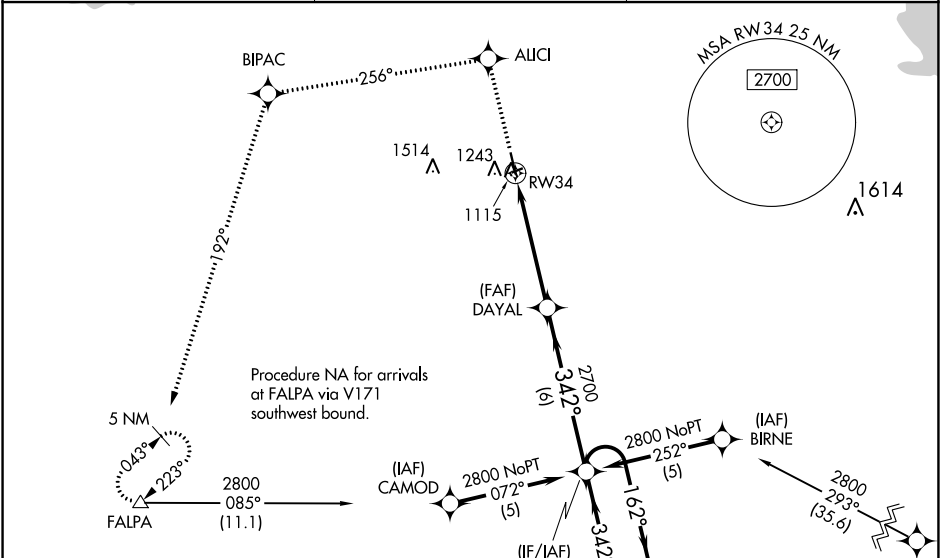 BIPAC
ALICI
256°
MSA RW34 25 NM
2700
1514
1243
RW34
1115
1614
192°
(FAF)
DAYAL
Procedure NA for arrivals
at FALPA via V171
southwest bound.
2700
342°
(6)
5 NM
043°
223°
FALPA
2800
085°
(11.1)
(IAF)
CAMOD
2800 NoPT
072°
(5)
2800 NoPT
252°
(5)
(IAF)
BIRNE
2800
293°
(35.6)
162°
342
(IF/IAF)